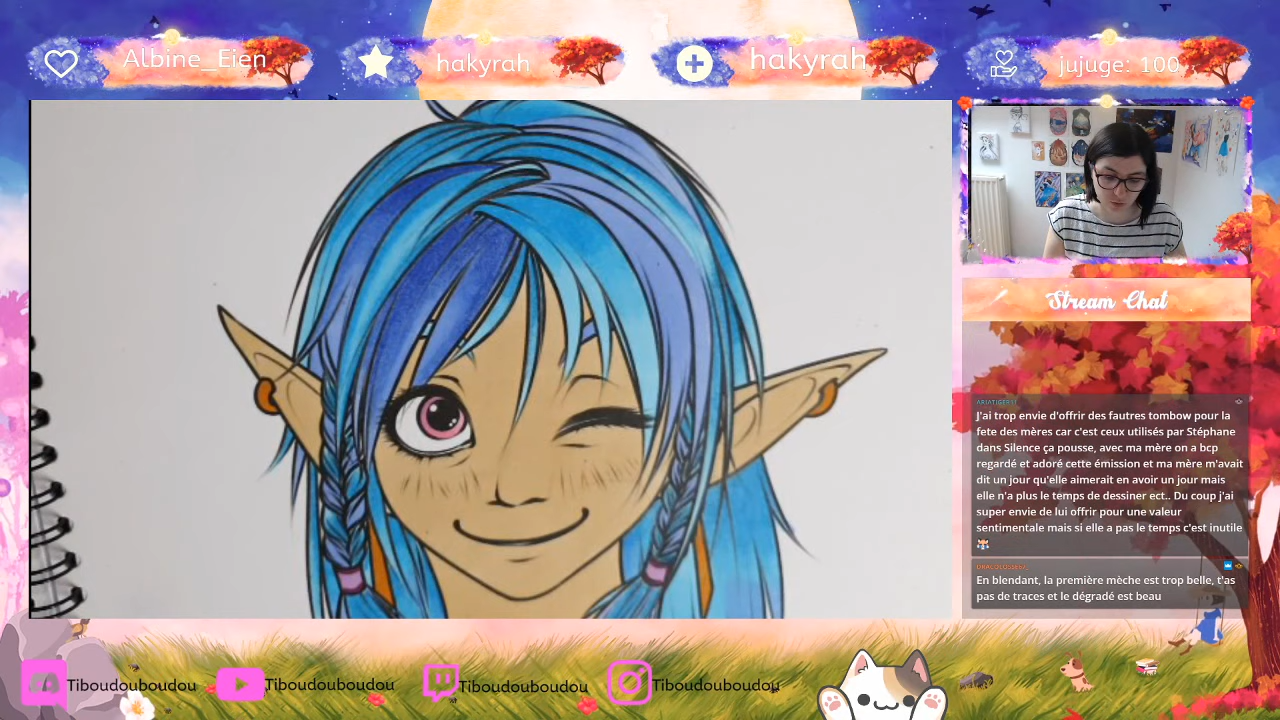 Albine_Eien
hakyrah
hakyrah
jujuge: 100
Stream Chat
J'ai trop envie d'offrir des fautres tombow pour la
fete des mères car c'est ceux utilisés par Stéphane
dans Silence ça pousse, avec ma mère on a bcp
regardé et adoré cette émission et ma mère m'avait
dit un jour qu'elle aimerait en avoir un jour mais
elle n'a plus le temps de dessiner ect.. Du coup j'ai
super envie de lui offrir pour une valeur
sentimentale mais si elle a pas le temps c'est inutile
En blendant, la première mèche est trop belle, t'as
pas de traces et le dégradé est beau
Tiboudouboudou
Tiboudouboudou
Tiboudouboudou
Tiboudouboudou